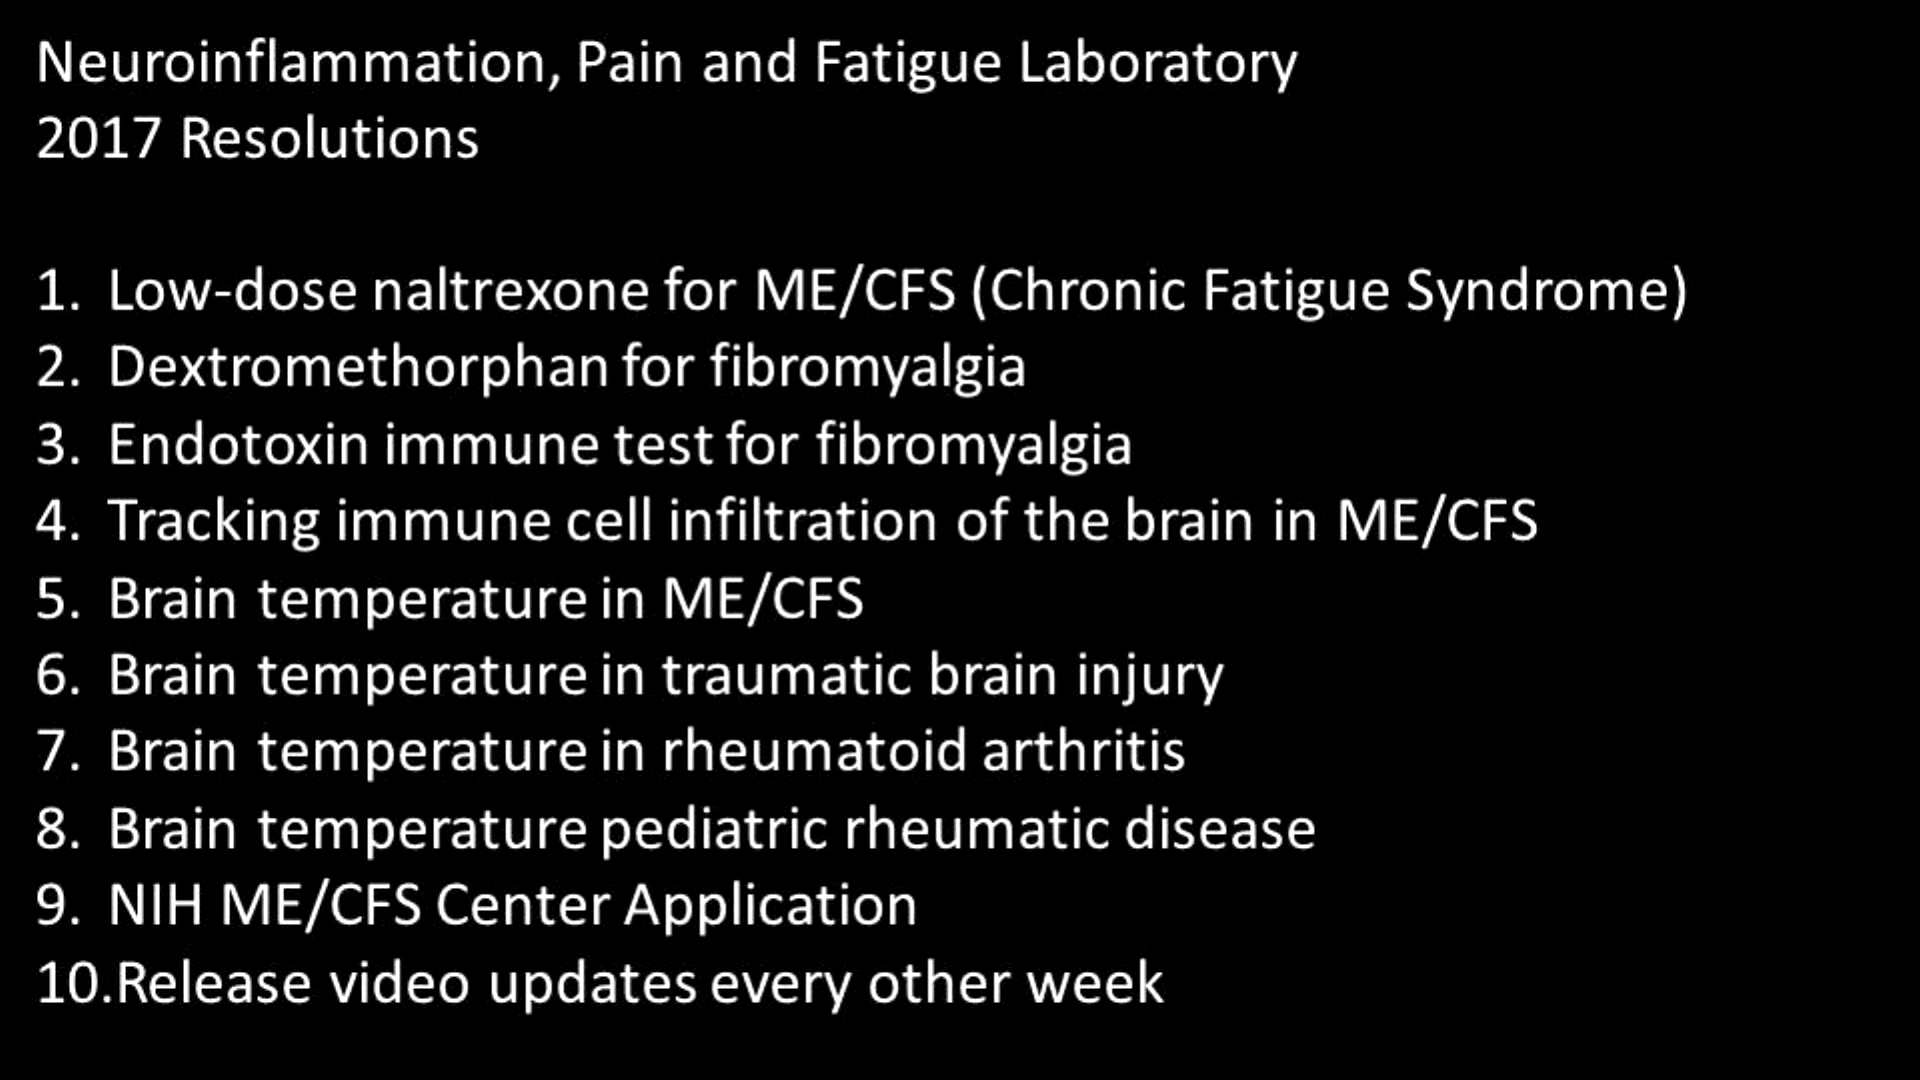 Neuroinflammation, Pain and Fatigue Laboratory
2017 Resolutions
1. Low-dose naltrexone for ME/CFS (Chronic Fatigue Syndrome)
2. Dextromethorphan for fibromyalgia
3. Endotoxin immune test for fibromyalgia
4. Tracking immune cell infiltration of the brain in ME/CFS
5. Brain temperature in ME/CFS
6. Brain temperature in traumatic brain injury
7. Brain temperature in rheumatoid arthritis
8. Brain temperature pediatric rheumatic disease
9. NIH ME/CFS Center Application
10.Release video updates every other week